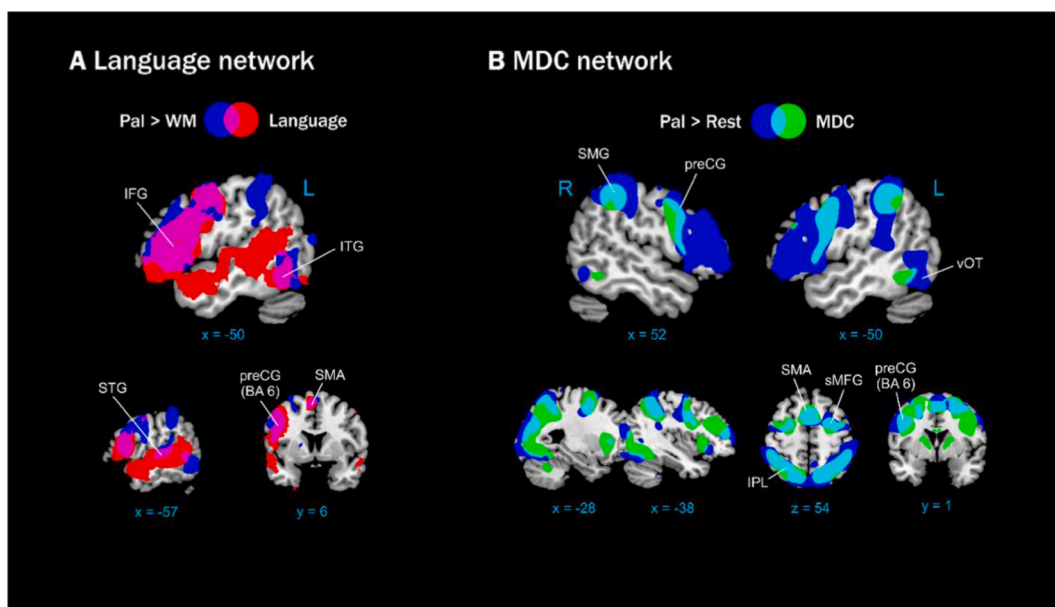 A Language network
Pal > WM Language
IFG
L
ITG
x = -50
STG
preCG
(BA 6)
SMA
x = -57
y = 6
B MDC network
Pal > Rest MDC
SMG
preCG
R
L
vOT
x = 52
x = -50
SMA
sMFG
preCG
(BA 6)
IPL
x = -28
x = -38
z = 54
y = 1